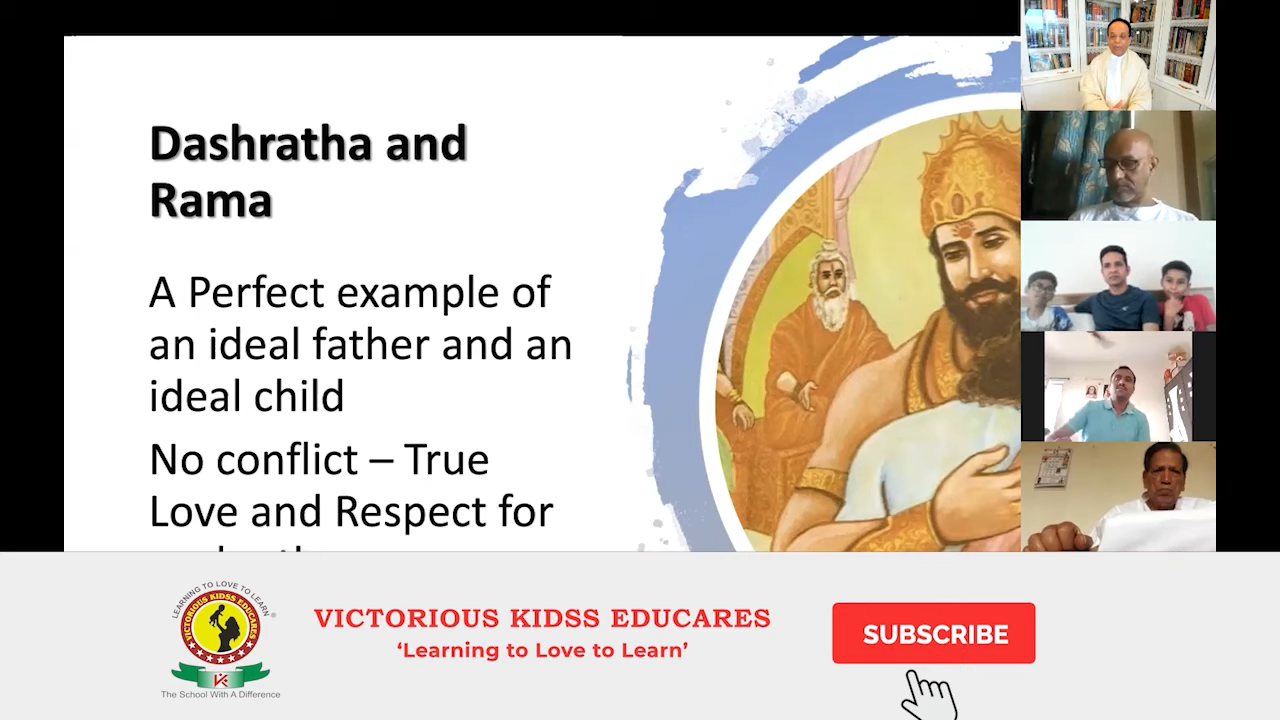 Dashratha and
Rama
A Perfect example of
an ideal father and an
ideal child
No conflict – True
Love and Respect for
LEARNING TO LOVE TO LEARN
®
VICTORIOUS KIDSS EDUCARES
VK
The School With A Difference
VICTORIOUS KIDSS EDUCARES
‘Learning to Love to Learn’
SUBSCRIBE